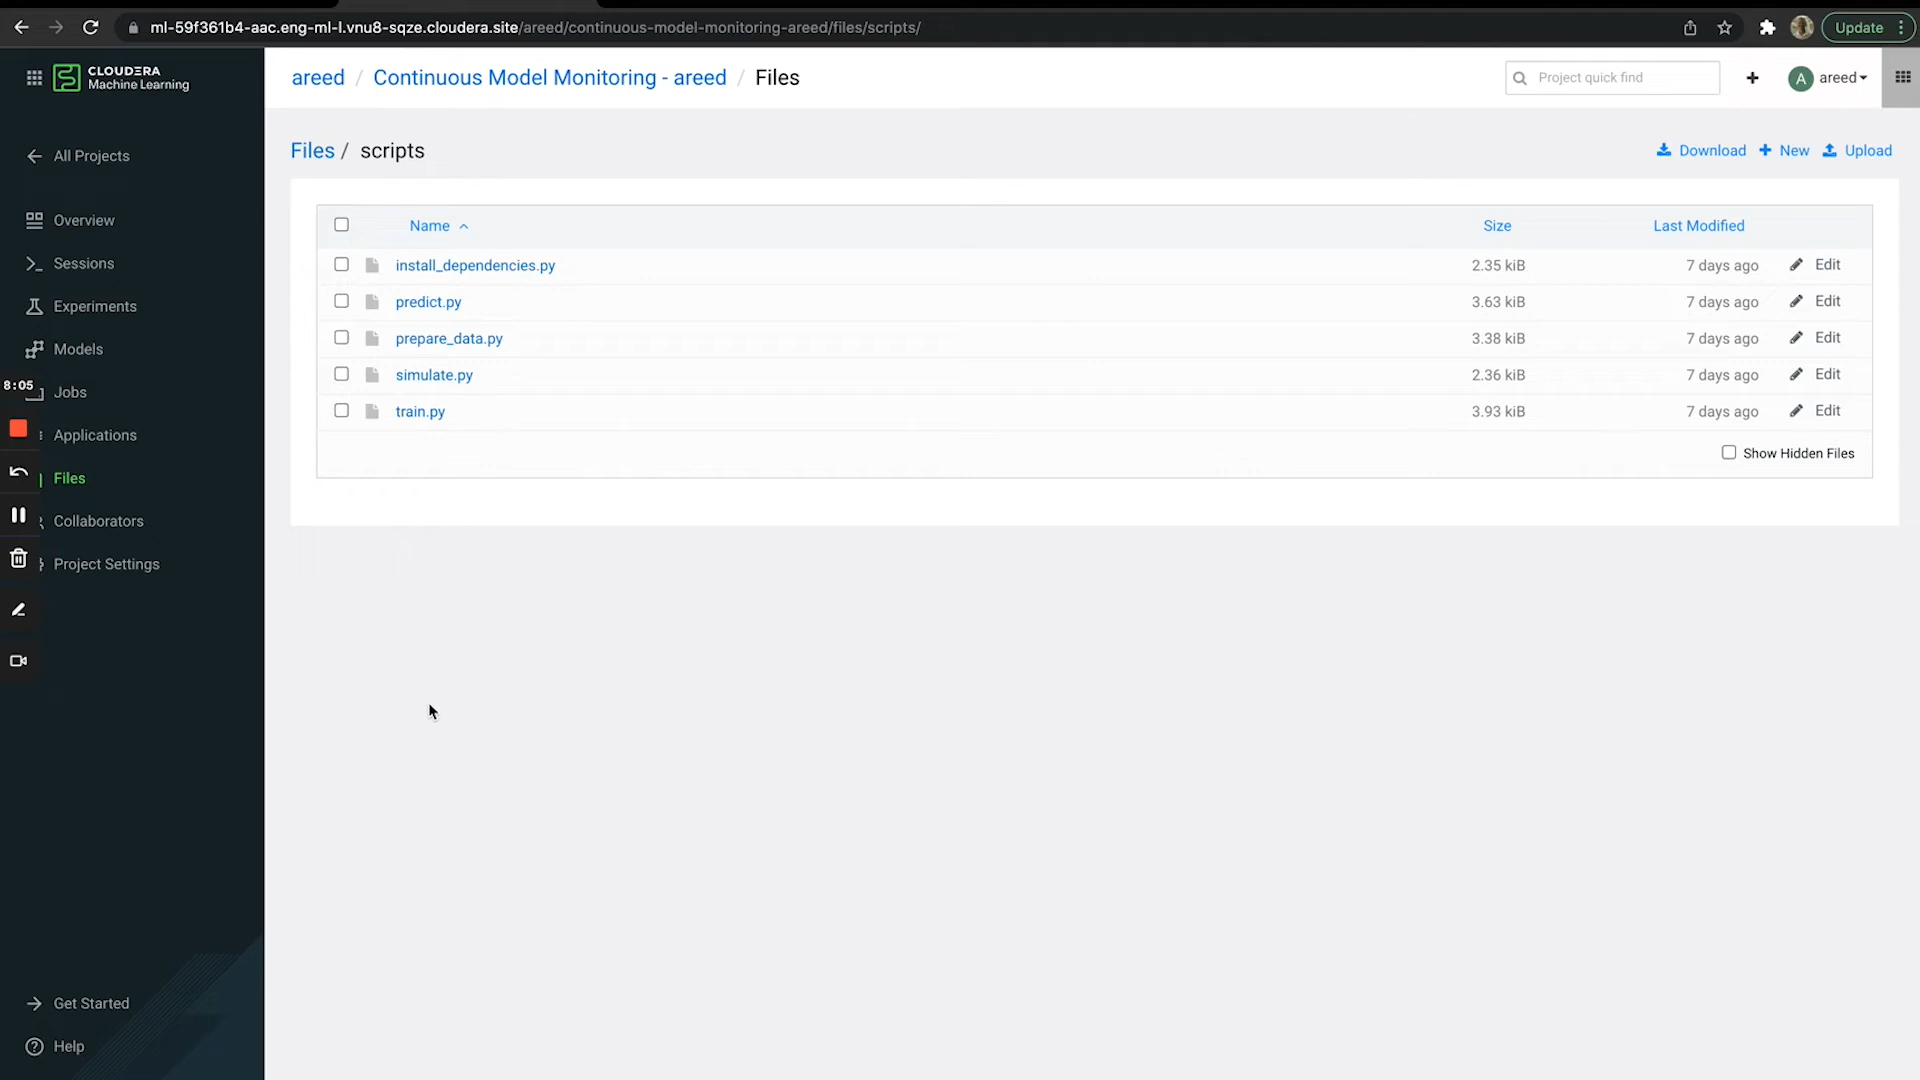 ml-59f361b4-aac.eng-ml-l.vnu8-sqze.cloudera.site/areed/continuous-model-monitoring-areed/files/scripts/
Update
CLOUDERA
Machine Learning
areed / Continuous Model Monitoring - areed / Files
Project quick find
A areed
All Projects
Files / scripts
Download
New
Upload
Overview
Sessions
Experiments
Models
8:05
Jobs
Applications
Files
Collaborators
Project Settings
Name Size Last Modified
install_dependencies.py 2.35 kiB 7 days ago Edit
predict.py 3.63 kiB 7 days ago Edit
prepare_data.py 3.38 kiB 7 days ago Edit
simulate.py 2.36 kiB 7 days ago Edit
train.py 3.93 kiB 7 days ago Edit
Show Hidden Files
Get Started
Help